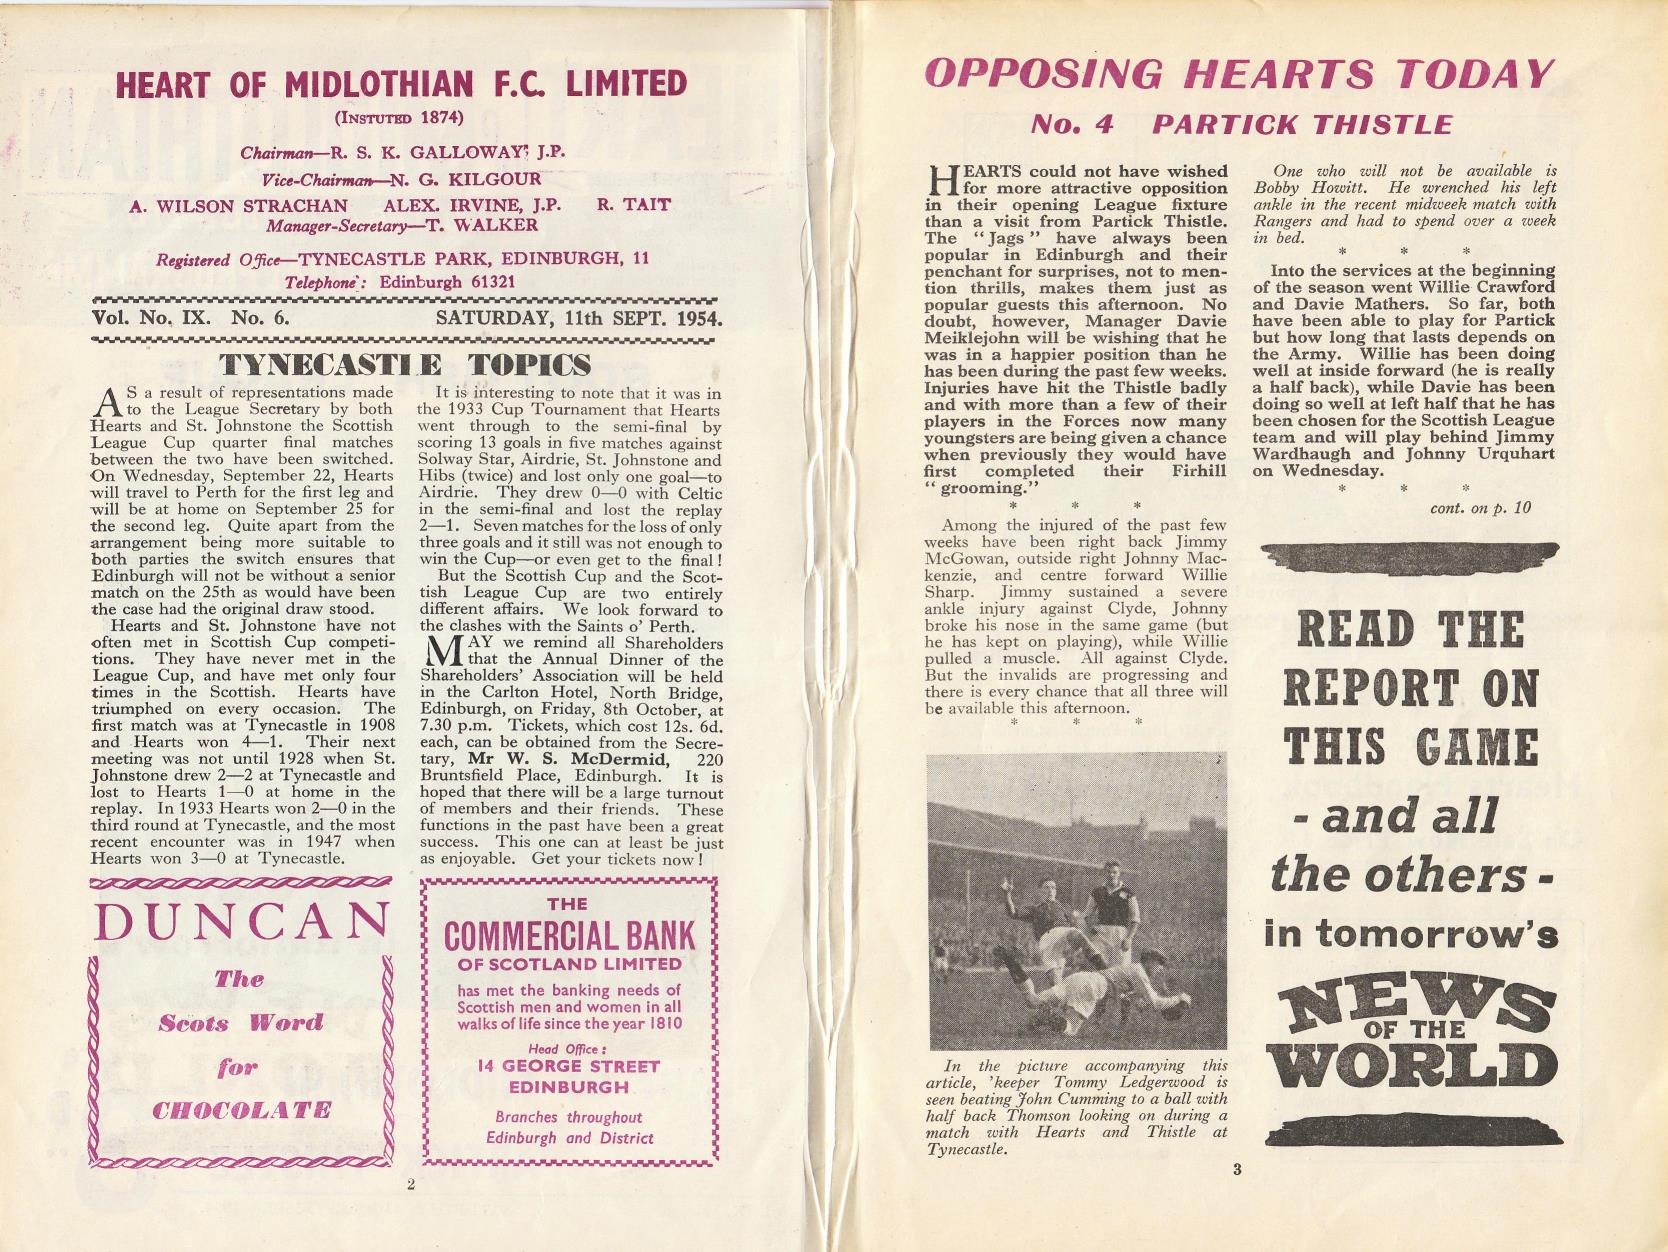 HEART OF MIDLOTHIAN F.C. LIMITED
(INSTUTED 1874)
Chairman—R. S. K. GALLOWAY, J.P.
Vice-Chairman—N. G. KILGOUR
A. WILSON STRACHAN ALEX. IRVINE, J.P. R. TAIT
Manager-Secretary—T. WALKER
Registered Office—TYNECASTLE PARK, EDINBURGH, 11
Telephone: Edinburgh 61321
Vol. No. IX. No. 6. SATURDAY, 11th SEPT. 1954.
TYNECASTLE TOPICS
AS a result of representations made
to the League Secretary by both
Hearts and St. Johnstone the Scottish
League Cup quarter final matches
between the two have been switched.
On Wednesday, September 22, Hearts
will travel to Perth for the first leg and
will be at home on September 25 for
the second leg. Quite apart from the
arrangement being more suitable to
both parties the switch ensures that
Edinburgh will not be without a senior
match on the 25th as would have been
the case had the original draw stood.
Hearts and St. Johnstone have not
often met in Scottish Cup competi-
tions. They have never met in the
League Cup, and have met only four
times in the Scottish. Hearts have
triumphed on every occasion. The
first match was at Tynecastle in 1908
and Hearts won 4—1. Their next
meeting was not until 1928 when St.
Johnstone drew 2—2 at Tynecastle and
lost to Hearts 1—0 at home in the
replay. In 1933 Hearts won 2—0 in the
third round at Tynecastle, and the most
recent encounter was in 1947 when
Hearts won 3—0 at Tynecastle.
It is interesting to note that it was in
the 1933 Cup Tournament that Hearts
went through to the semi-final by
scoring 13 goals in five matches against
Solway Star, Airdrie, St. Johnstone and
Hibs (twice) and lost only one goal—to
Airdrie. They drew 0—0 with Celtic
in the semi-final and lost the replay
2—1. Seven matches for the loss of only
three goals and it still was not enough to
win the Cup—or even get to the final!
But the Scottish Cup and the Scot-
tish League Cup are two entirely
different affairs. We look forward to
the clashes with the Saints o' Perth.
MAY we remind all Shareholders
that the Annual Dinner of the
Shareholders' Association will be held
in the Carlton Hotel, North Bridge,
Edinburgh, on Friday, 8th October, at
7.30 p.m. Tickets, which cost 12s. 6d.
each, can be obtained from the Secre-
tary, Mr W. S. McDermid, 220
Bruntsfield Place, Edinburgh. It is
hoped that there will be a large turnout
of members and their friends. These
functions in the past have been a great
success. This one can at least be just
as enjoyable. Get your tickets now!
DUNCAN
The
Scots Word
for
CHOCOLATE
THE
COMMERCIAL BANK
OF SCOTLAND LIMITED
has met the banking needs of
Scottish men and women in all
walks of life since the year 1810
Head Office:
14 GEORGE STREET
EDINBURGH
Branches throughout
Edinburgh and District
2
OPPOSING HEARTS TODAY
No. 4 PARTICK THISTLE
HEARTS could not have wished
for more attractive opposition
in their opening League fixture
than a visit from Partick Thistle.
The "Jags" have always been
popular in Edinburgh and their
penchant for surprises, not to men-
tion thrills, makes them just as
popular guests this afternoon. No
doubt, however, Manager Davie
Meiklejohn will be wishing that he
was in a happier position than he
has been during the past few weeks.
Injuries have hit the Thistle badly
and with more than a few of their
players in the Forces now many
youngsters are being given a chance
when previously they would have
first completed their Firhill
"grooming."
* * *
Among the injured of the past few
weeks have been right back Jimmy
McGowan, outside right Johnny Mac-
kenzie, and centre forward Willie
Sharp. Jimmy sustained a severe
ankle injury against Clyde, Johnny
broke his nose in the same game (but
he has kept on playing), while Willie
pulled a muscle. All against Clyde.
But the invalids are progressing and
there is every chance that all three will
be available this afternoon.
* * *
In the picture accompanying this
article, 'keeper Tommy Ledgerwood is
seen beating John Cumming to a ball with
half back Thomson looking on during a
match with Hearts and Thistle at
Tynecastle.
One who will not be available is
Bobby Howitt. He wrenched his left
ankle in the recent midweek match with
Rangers and had to spend over a week
in bed.
* * *
Into the services at the beginning
of the season went Willie Crawford
and Davie Mathers. So far, both
have been able to play for Partick
but how long that lasts depends on
the Army. Willie has been doing
well at inside forward (he is really
a half back), while Davie has been
doing so well at left half that he has
been chosen for the Scottish League
team and will play behind Jimmy
Wardhaugh and Johnny Urquhart
on Wednesday.
* * *
cont. on p. 10
READ THE
REPORT ON
THIS GAME
- and all
the others -
in tomorrow's
NEWS
OF THE
WORLD
3